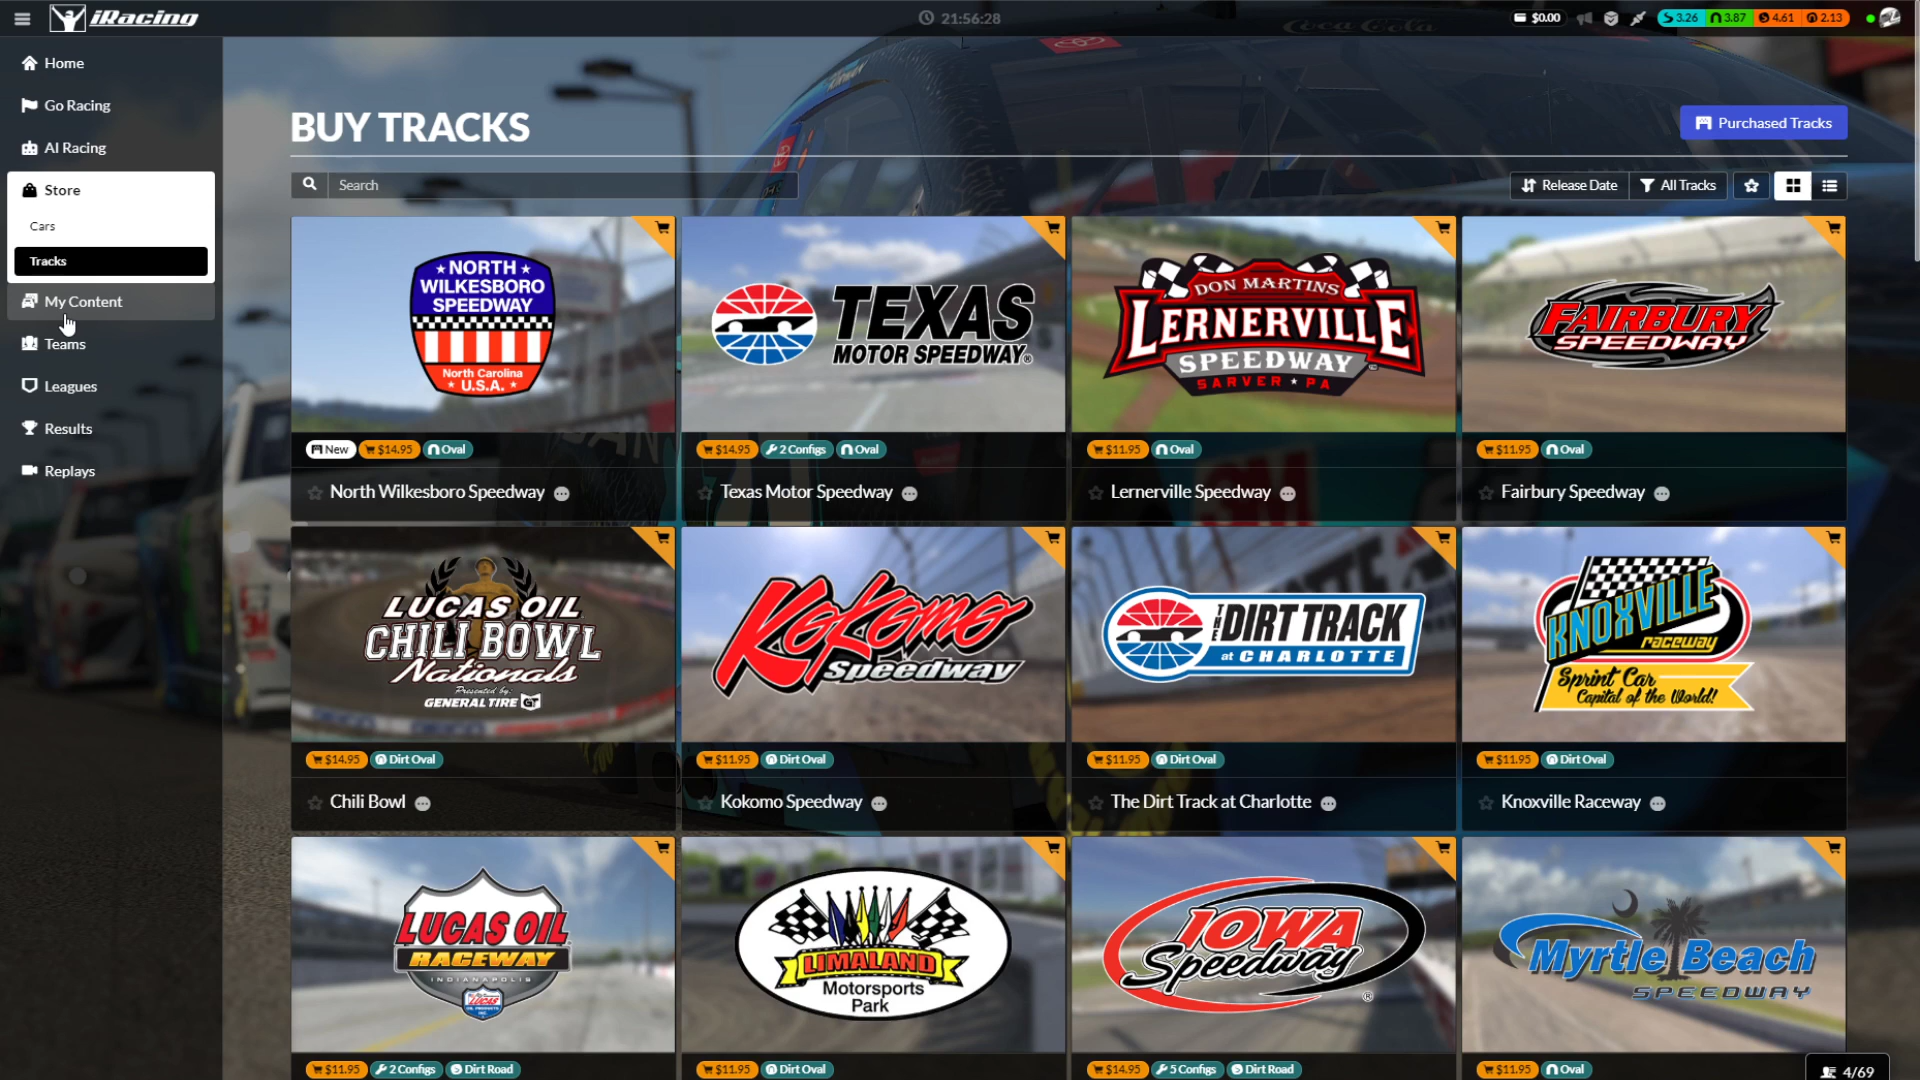 iRacing
21:56:28
$0.00
3.26
3.87
4.61
2.13
Coca-Cola
Home
Go Racing
AI Racing
Store
Cars
Tracks
My Content
Teams
Leagues
Results
Replays
BUY TRACKS
Purchased Tracks
Search
Release Date
All Tracks
NORTH
WILKESBORO
SPEEDWAY
North Carolina
U.S.A.
TEXAS
MOTOR SPEEDWAY®
DON MARTINS
LERNERVILLE
SPEEDWAY
SARVER ★ PA
FAIRBURY
SPEEDWAY
New $14.95 Oval
$14.95 2 Configs Oval
$11.95 Oval
$11.95 Oval
North Wilkesboro Speedway
Texas Motor Speedway
Lernerville Speedway
Fairbury Speedway
LUCAS OIL
CHILI BOWL
Nationals
Presented by:
GENERAL TIRE
KoKomo
Speedway
THE DIRT TRACK
at CHARLOTTE
KNOXVILLE
raceway
Sprint Car
Capital of the World!
$14.95 Dirt Oval
$11.95 Dirt Oval
$11.95 Dirt Oval
$11.95 Dirt Oval
Chili Bowl
Kokomo Speedway
The Dirt Track at Charlotte
Knoxville Raceway
LUCAS OIL
RACEWAY
INDIANAPOLIS
LUCAS
LIMALAND
Motorsports
Park
IOWA
Speedway
®
Myrtle Beach
SPEEDWAY
$11.95 2 Configs Dirt Road
$11.95 Dirt Oval
$14.95 5 Configs Dirt Road
$11.95 Oval
4/69